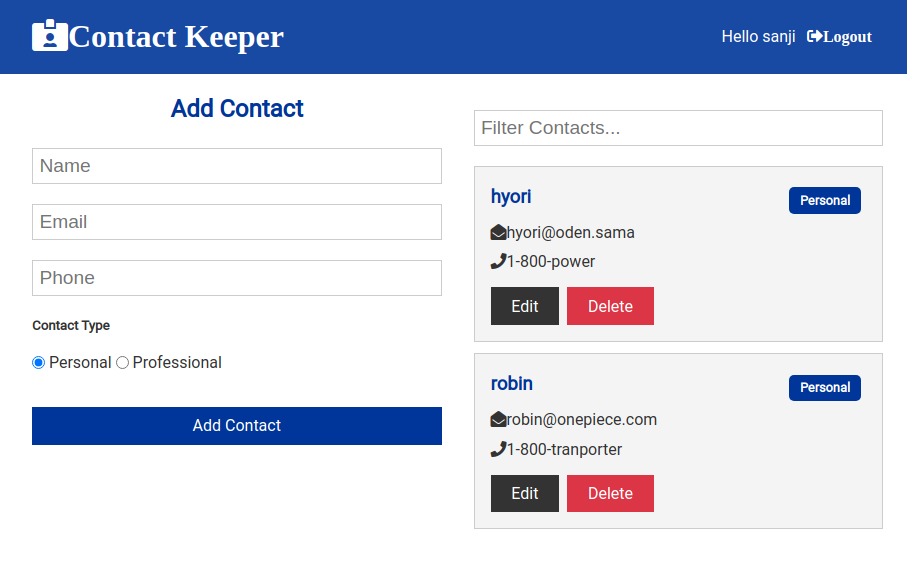 Contact Keeper
Hello sanji Logout
Add Contact
Name
Email
Phone
Contact Type
Personal Professional
Add Contact
Filter Contacts...
hyori Personal
hyori@oden.sama
1-800-power
Edit Delete
robin Personal
robin@onepiece.com
1-800-tranporter
Edit Delete